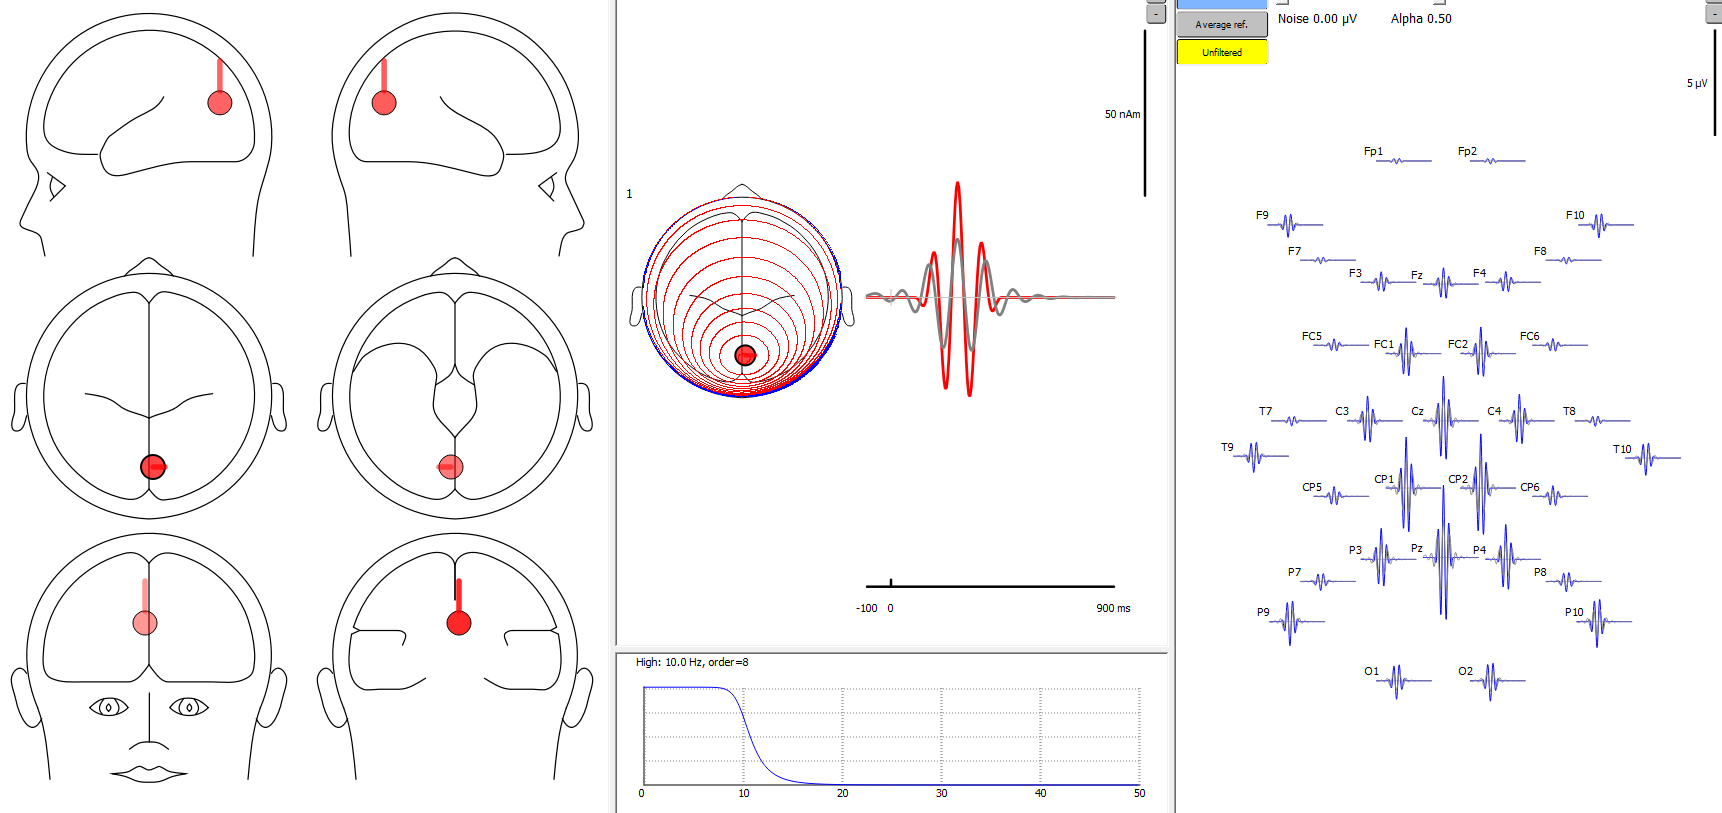 -
-
Average ref.
Noise 0.00 µV
Alpha 0.50
Unfiltered
5 µV
50 nAm
1
-100 0 900 ms
High: 10.0 Hz, order=8
0 10 20 30 40 50
Fp1 Fp2
F9 F10
F7 F8
F3 Fz F4
FC5 FC1 FC2 FC6
T7 C3 Cz C4 T8
T9 T10
CP5 CP1 CP2 CP6
P3 Pz P4
P7 P8
P9 P10
O1 O2